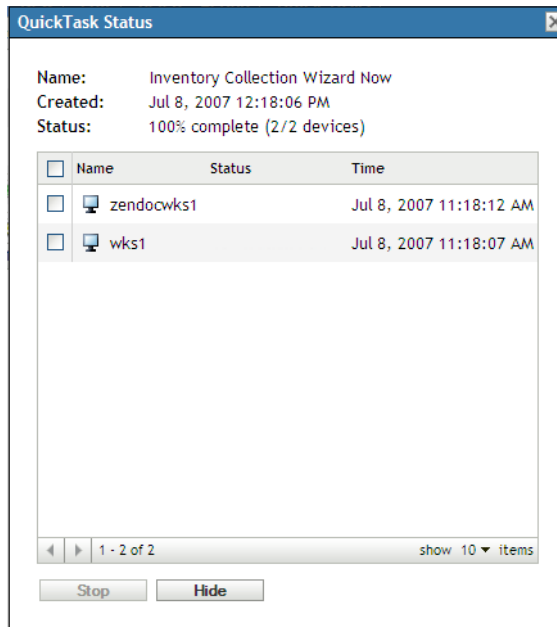 QuickTask Status
Name: Inventory Collection Wizard Now
Created: Jul 8, 2007 12:18:06 PM
Status: 100% complete (2/2 devices)
Name Status Time
zendocwks1 Jul 8, 2007 11:18:12 AM
wks1 Jul 8, 2007 11:18:07 AM
1 - 2 of 2 show 10 items
Stop Hide